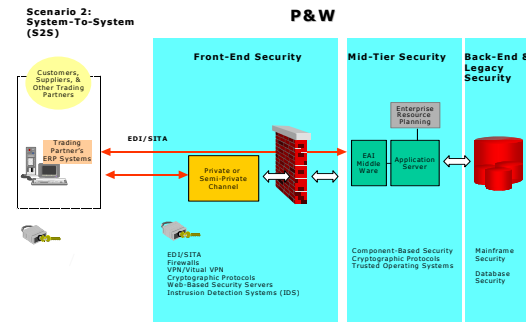 Scenario 2:
System-To-System
(S2S)
P&W
Front-End Security
Mid-Tier Security
Back-End &
Legacy
Security
Customers,
Suppliers, &
Other Trading
Partners
Trading
Partner's
ERP Systems
EDI/SITA
Private or
Semi-Private
Channel
Enterprise
Resource
Planning
EAI
Middle
Ware
Application
Server
EDI/SITA
Firewalls
VPN/Vitual VPN
Cryptographic Protocols
Web-Based Security Servers
Instrusion Detection Systems (IDS)
Component-Based Security
Cryptographic Protocols
Trusted Operating Systems
Mainframe
Security
Database
Security